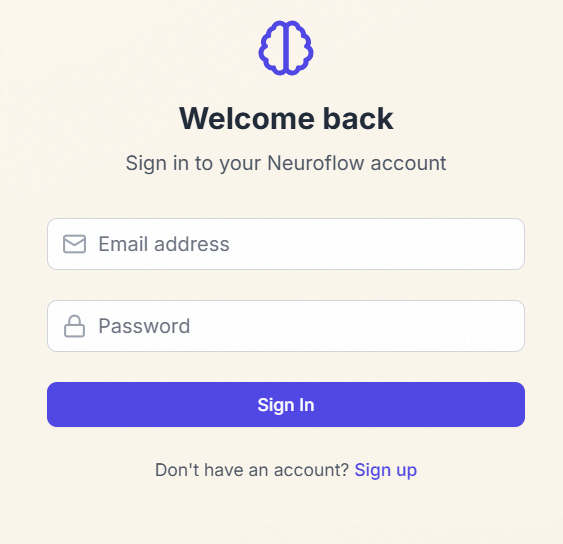 Welcome back
Sign in to your Neuroflow account
Email address
Password
Sign In
Don't have an account? Sign up